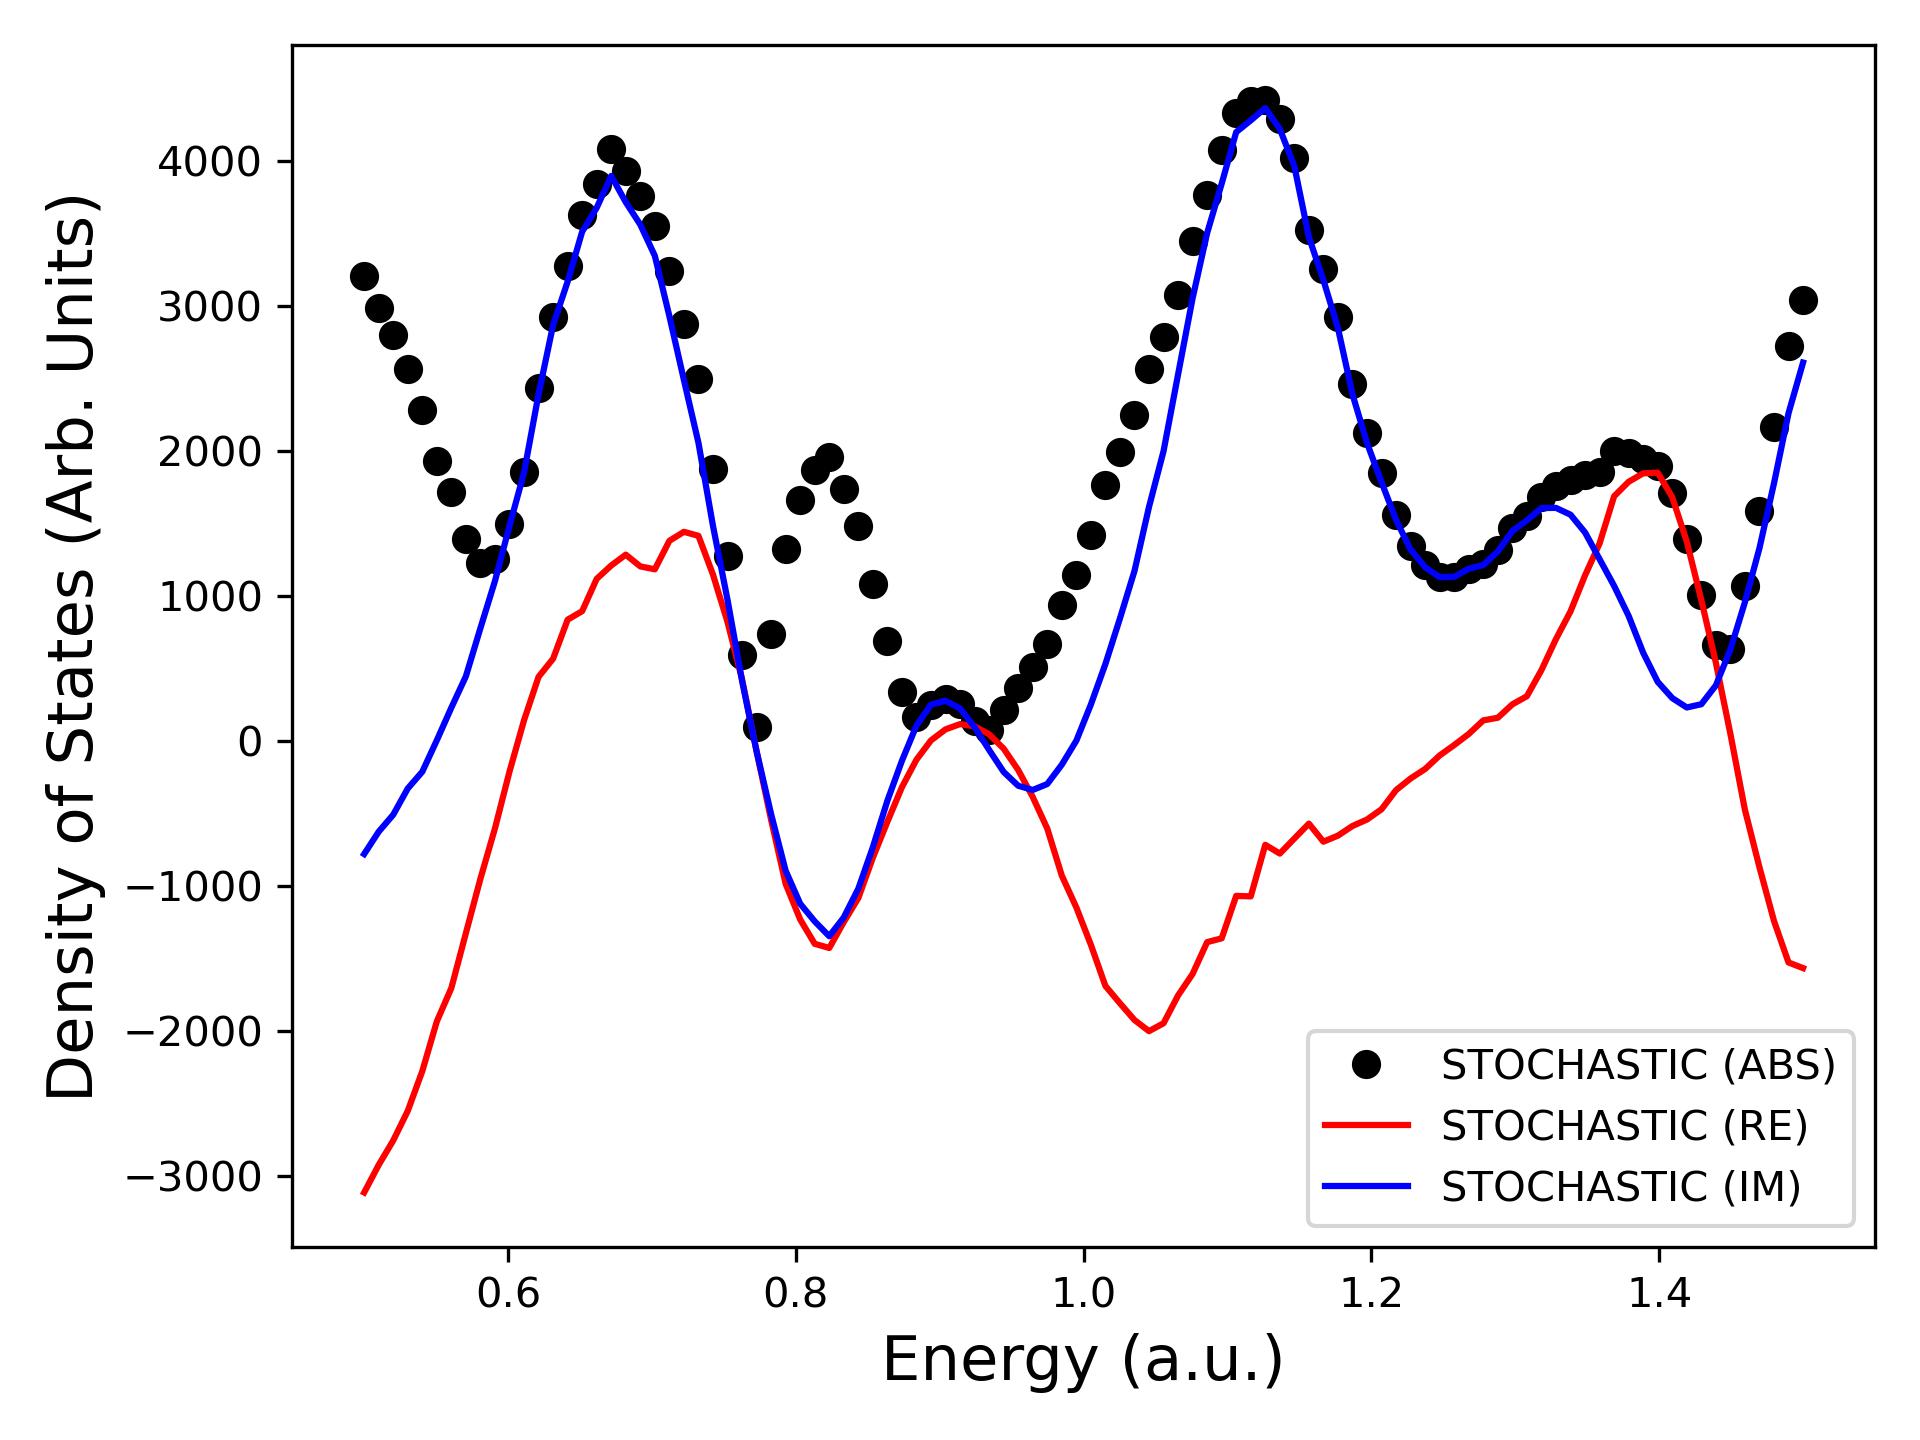 Density of States (Arb. Units)
4000
3000
2000
1000
0
−1000
−2000
−3000
STOCHASTIC (ABS)
STOCHASTIC (RE)
STOCHASTIC (IM)
0.6 0.8 1.0 1.2 1.4
Energy (a.u.)